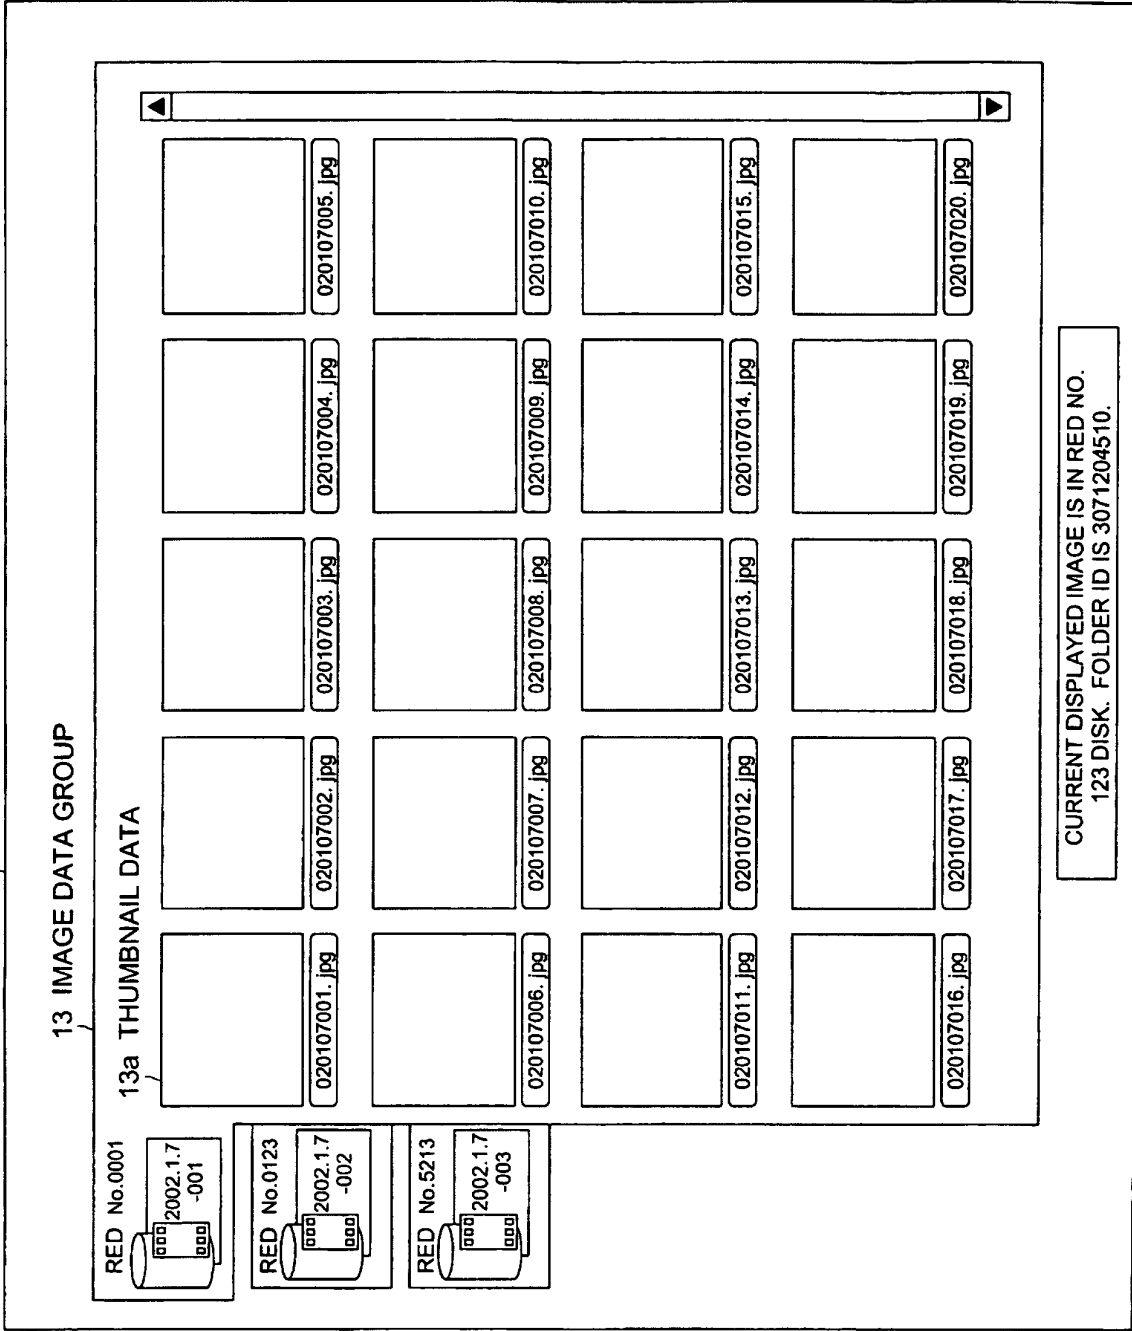 13 IMAGE DATA GROUP
13a THUMBNAIL DATA
RED No.0001
2002.1.7
-001
RED No.0123
2002.1.7
-002
RED No.5213
2002.1.7
-003
020107001. jpg
020107002. jpg
020107003. jpg
020107004. jpg
020107005. jpg
020107006. jpg
020107007. jpg
020107008. jpg
020107009. jpg
020107010. jpg
020107011. jpg
020107012. jpg
020107013. jpg
020107014. jpg
020107015. jpg
020107016. jpg
020107017. jpg
020107018. jpg
020107019. jpg
020107020. jpg
CURRENT DISPLAYED IMAGE IS IN RED NO.
123 DISK. FOLDER ID IS 3071204510.